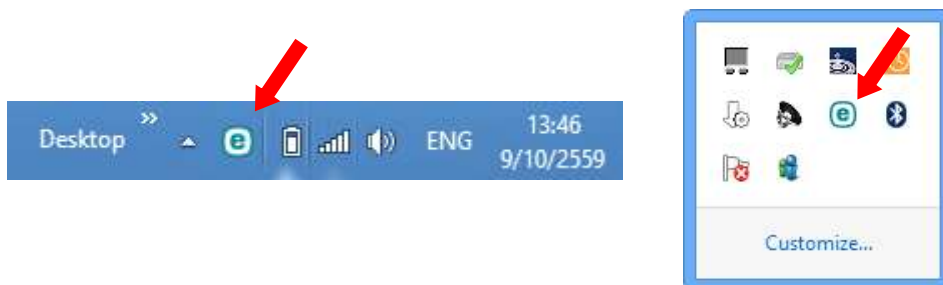 Desktop »
e
ENG
13:46
9/10/2559
e
Customize...